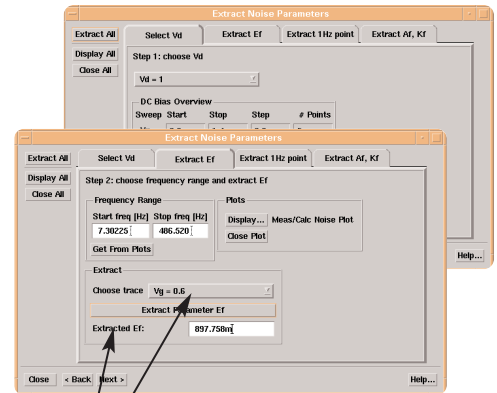 Extract Noise Parameters
Extract All
Display All
Close All
Select Vd
Extract Ef
Extract 1Hz point
Extract Af, Kf
Step 1: choose Vd
Vd = 1
DC Bias Overview
Sweep Start Stop Step # Points
Help...
Extract Noise Parameters
Extract All
Display All
Close All
Select Vd
Extract Ef
Extract 1Hz point
Extract Af, Kf
Step 2: choose frequency range and extract Ef
Frequency Range
Start freq [Hz] Stop freq [Hz]
7.30225 486.520
Get From Plots
Plots
Display... Meas/Calc Noise Plot
Close Plot
Extract
Choose trace Vg = 0.6
Extract Parameter Ef
Extracted Ef: 897.758m
Close < Back Next > Help...